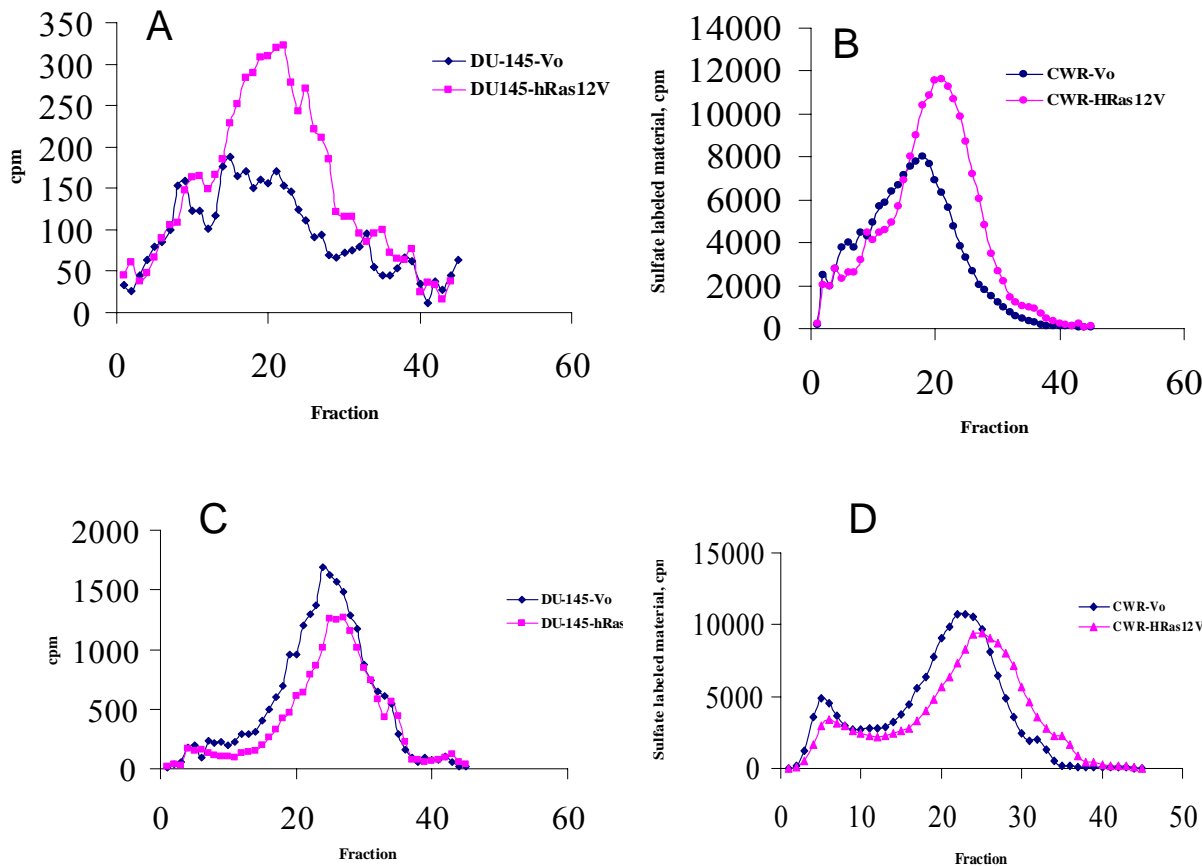 A
350
300
250
200
150
100
50
0
cpm
0 20 40 60
Fraction
DU-145-Vo
DU145-hRas12V
B
14000
12000
10000
8000
6000
4000
2000
0
Sulfate labeled material, cpm
0 20 40 60
Fraction
CWR-Vo
CWR-HRas12V
C
2000
1500
1000
500
0
cpm
0 20 40 60
Fraction
DU-145-Vo
DU-145-hRas
D
15000
10000
5000
0
Sulfate labeled material, cpm
0 10 20 30 40 50
Fraction
CWR-Vo
CWR-HRas12V